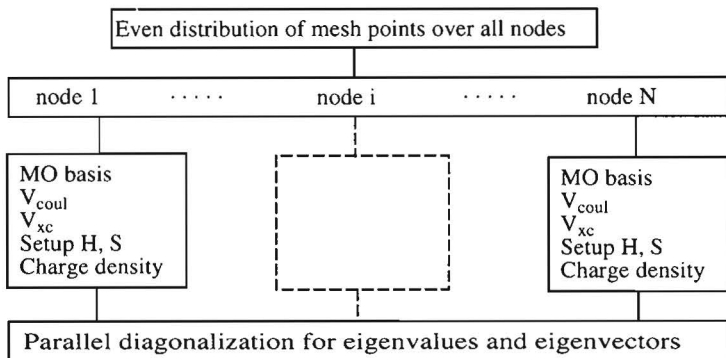 Even distribution of mesh points over all nodes
node 1 ..... node i ..... node N
MO basis
V_coul
V_xc
Setup H, S
Charge density
MO basis
V_coul
V_xc
Setup H, S
Charge density
Parallel diagonalization for eigenvalues and eigenvectors